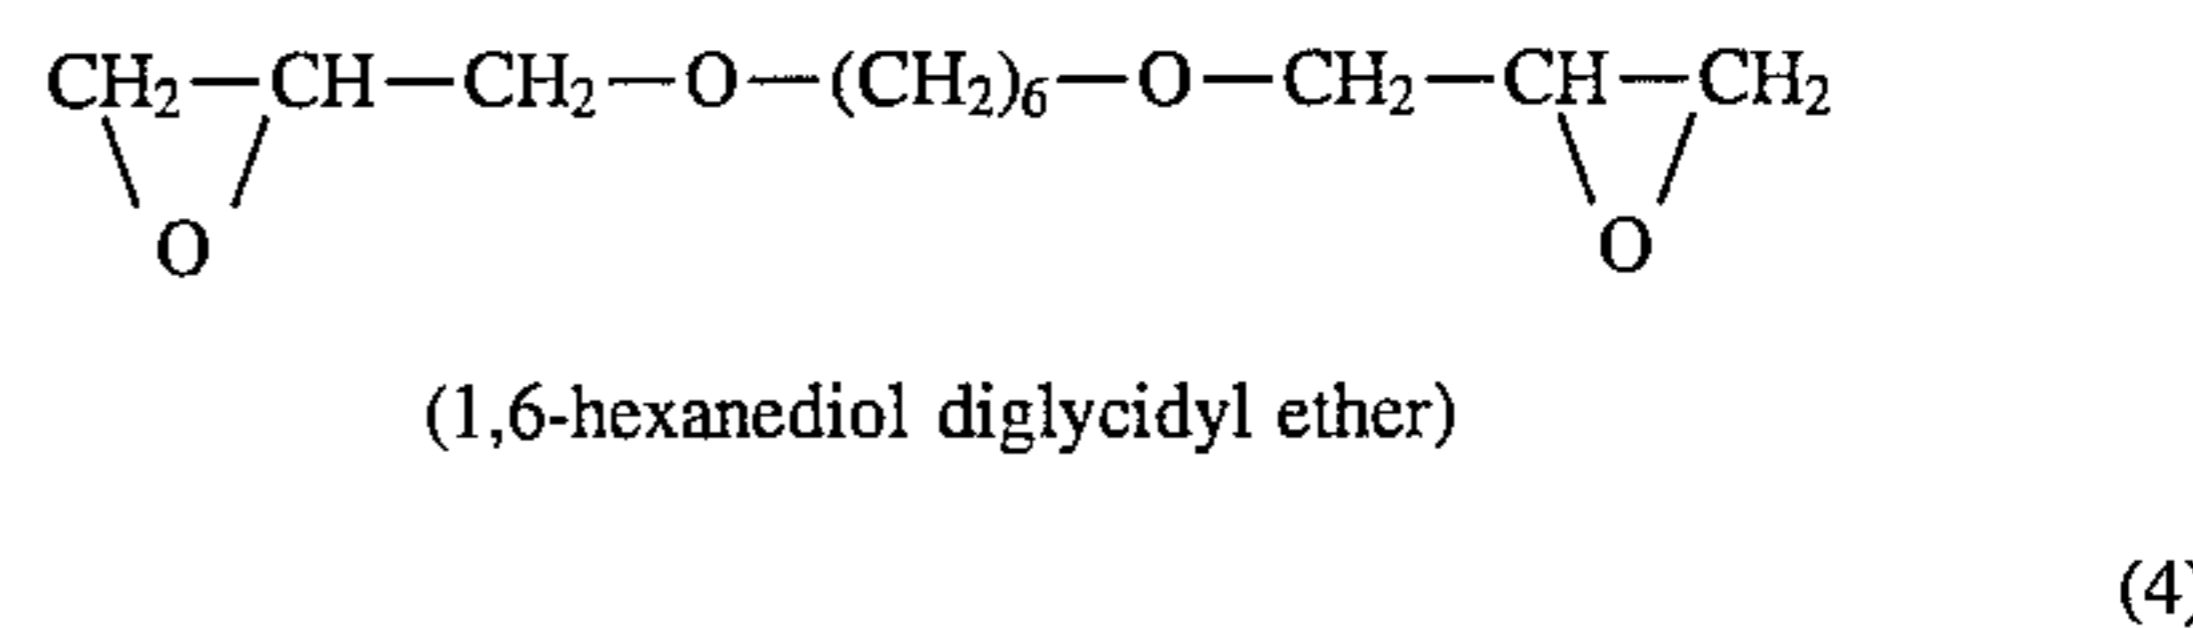 CH₂—CH—CH₂—O—(CH₂)₆—O—CH₂—CH—CH₂
O O
(1,6-hexanediol diglycidyl ether)
(4)